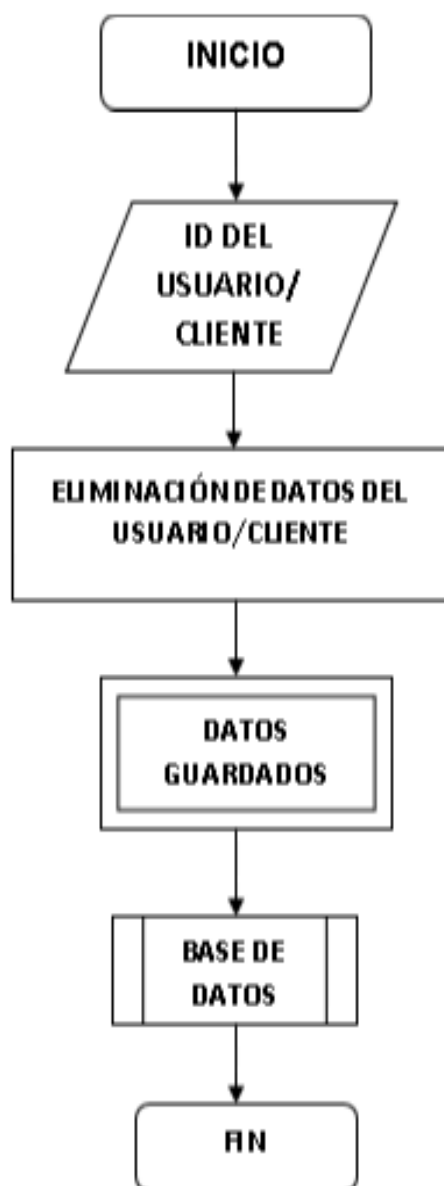 INICIO
ID DEL
USUARIO/
CLIENTE
ELIMINACIÓN DE DATOS DEL
USUARIO/CLIENTE
DATOS
GUARDADOS
BASE DE
DATOS
FIN